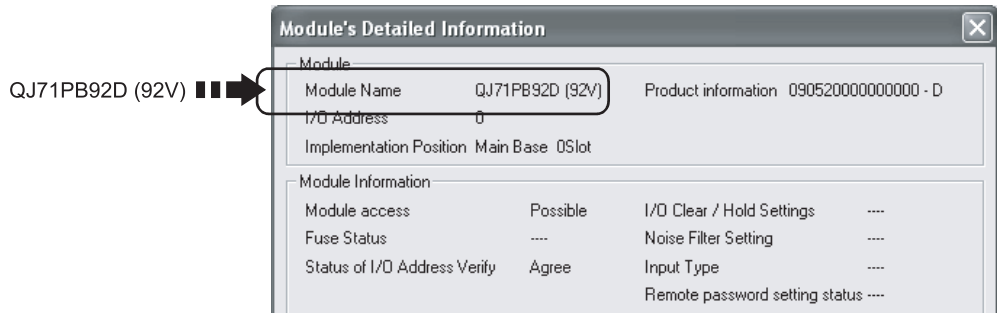 Module's Detailed Information
Module
QJ71PB92D (92V)
Module Name QJ71PB92D (92V) Product information 090520000000000 - D
I/O Address 0
Implementation Position Main Base 0Slot
Module Information
Module access Possible I/O Clear / Hold Settings ----
Fuse Status ---- Noise Filter Setting ----
Status of I/O Address Verify Agree Input Type ----
Remote password setting status ----